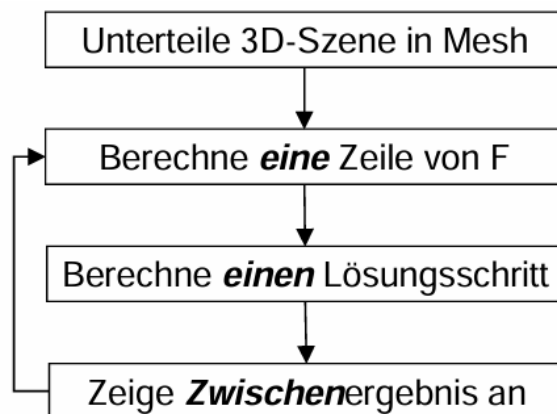 Unterteile 3D-Szene in Mesh
Berechne eine Zeile von F
Berechne einen Lösungsschritt
Zeige Zwischenergebnis an